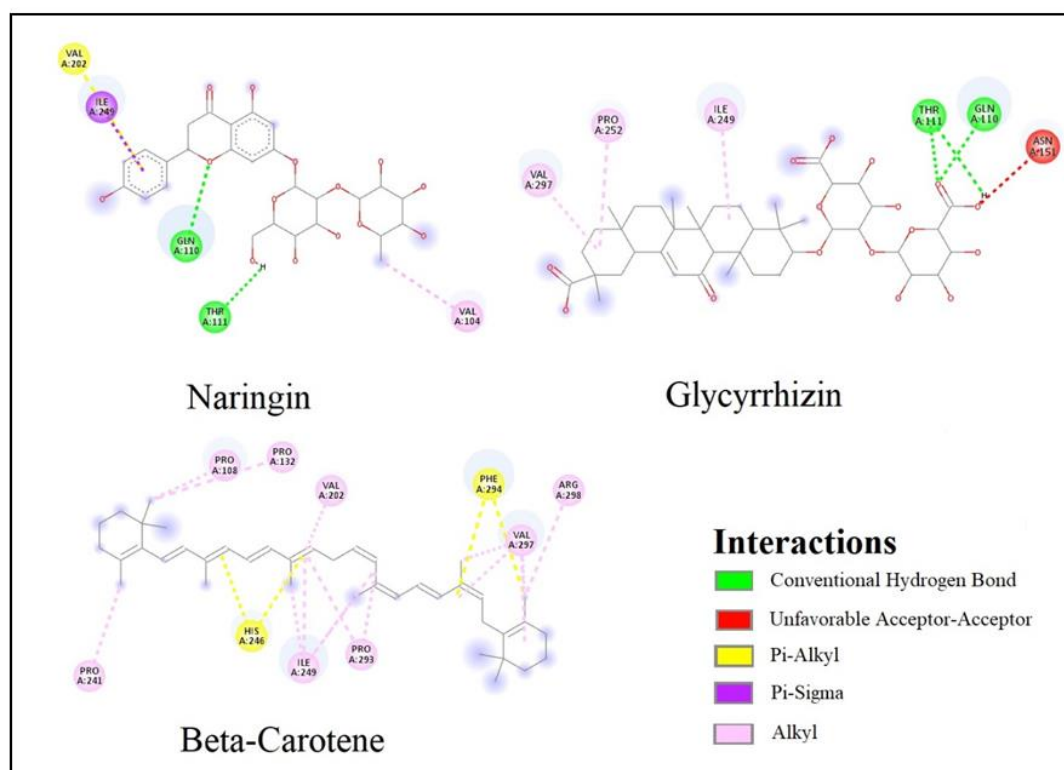 VAL
A:202
ILE
A:249
GLN
A:110
THR
A:111
H
VAL
A:104
Naringin
PRO
A:252
ILE
A:249
THR
A:111
GLN
A:110
ASN
A:151
VAL
A:297
H
Glycyrrhizin
PRO
A:108
PRO
A:132
VAL
A:202
PHE
A:294
ARG
A:298
VAL
A:297
HIS
A:246
ILE
A:249
PRO
A:293
PRO
A:241
Beta-Carotene
Interactions
Conventional Hydrogen Bond
Unfavorable Acceptor-Acceptor
Pi-Alkyl
Pi-Sigma
Alkyl